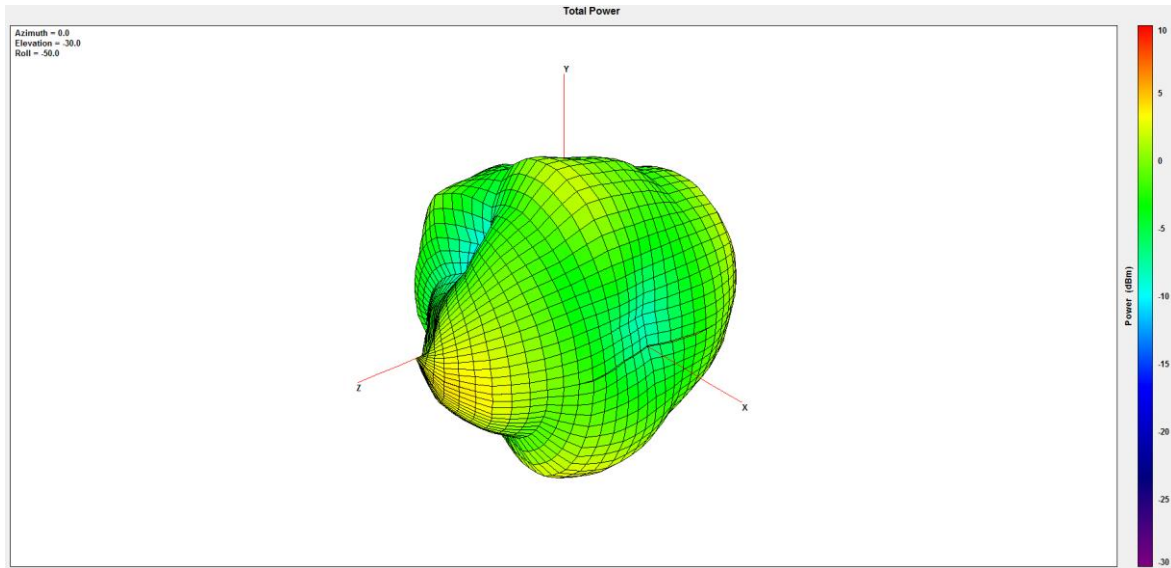 Total Power
Azimuth = 0.0
Elevation = -30.0
Roll = -50.0
Y
Z
X
10
5
0
-5
-10
-15
-20
-25
-30
Power (dBm)